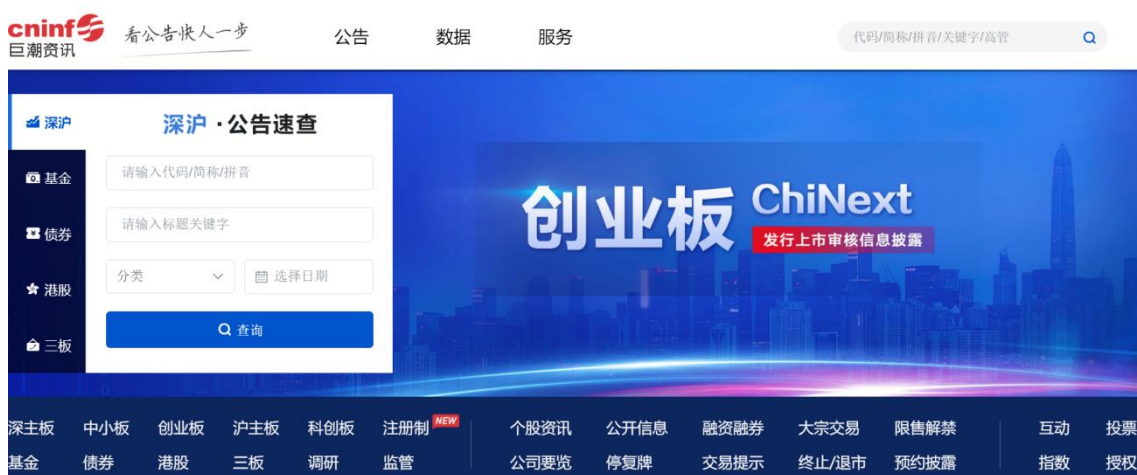 cninf
巨潮资讯
看公告快人一步
公告 数据 服务
代码/简称/拼音/关键字/高管
深沪
基金
债券
港股
三板
深沪·公告速查
请输入代码/简称/拼音
请输入标题关键字
分类 选择日期
查询
创业板 ChiNext
发行上市审核信息披露
深主板 中小板 创业板 沪主板 科创板 注册制 NEW 个股资讯 公开信息 融资融券 大宗交易 限售解禁 互动 投票
基金 债券 港股 三板 调研 监管 公司要览 停复牌 交易提示 终止/退市 预约披露 指数 授权